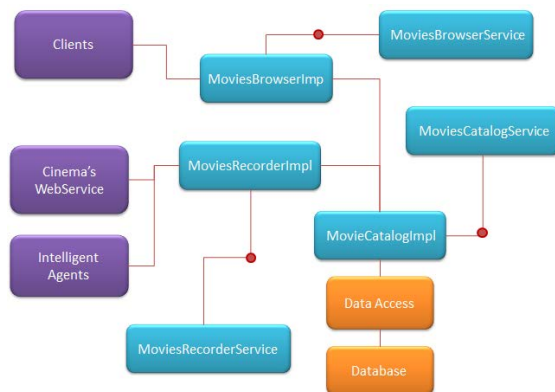 Clients
MoviesBrowserService
MoviesBrowserImp
MoviesCatalogService
Cinema's
WebService
MoviesRecorderImpl
Intelligent
Agents
MovieCatalogImpl
Data Access
MoviesRecorderService
Database